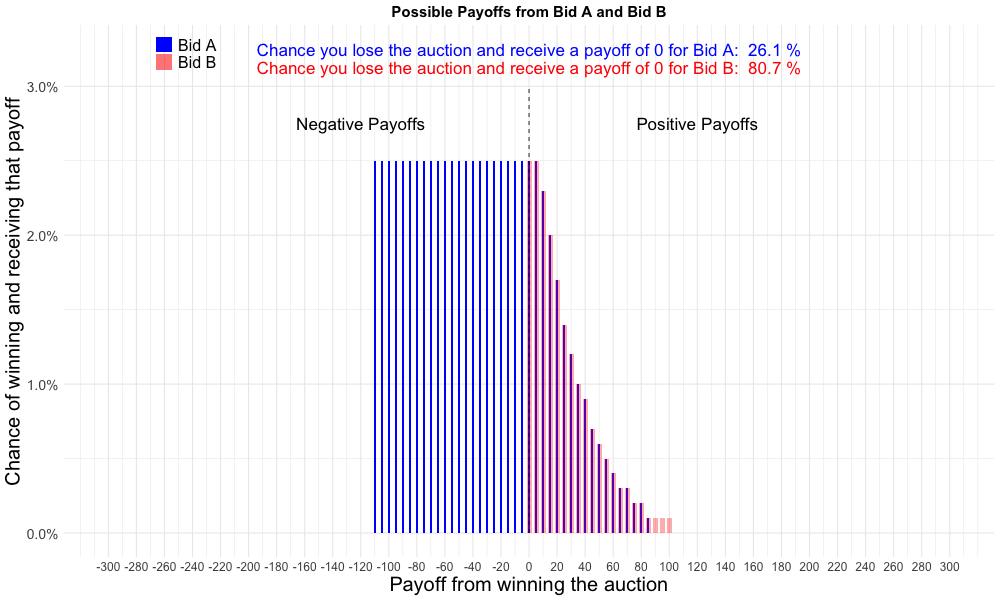 Possible Payoffs from Bid A and Bid B
Bid A
Bid B
Chance you lose the auction and receive a payoff of 0 for Bid A: 26.1 %
Chance you lose the auction and receive a payoff of 0 for Bid B: 80.7 %
Negative Payoffs
Positive Payoffs
Chance of winning and receiving that payoff
3.0%
2.0%
1.0%
0.0%
-300 -280 -260 -240 -220 -200 -180 -160 -140 -120 -100 -80 -60 -40 -20 0 20 40 60 80 100 120 140 160 180 200 220 240 260 280 300
Payoff from winning the auction